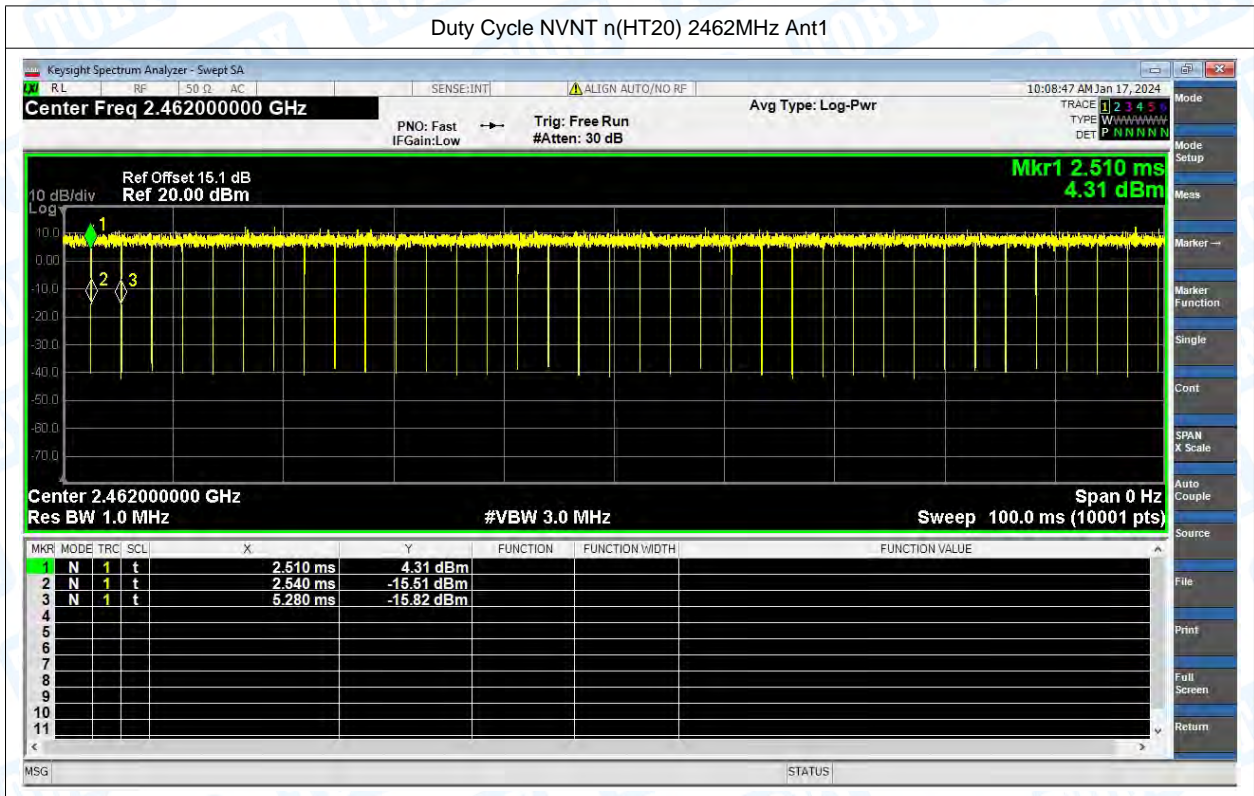 Duty Cycle NVNT n(HT20) 2462MHz Ant1
Keysight Spectrum Analyzer - Swept SA
LXI RL RF 50 Ω AC SENSE:INT ALIGN AUTO/NO RF 10:08:47 AM Jan 17, 2024
Center Freq 2.462000000 GHz
Avg Type: Log-Pwr
TRACE 1 2 3 4 5 6
TYPE WWWWWW
DET P N N N N N
PNO: Fast
IFGain:Low
Trig: Free Run
#Atten: 30 dB
Mkr1 2.510 ms
4.31 dBm
Ref Offset 15.1 dB
10 dB/div Ref 20.00 dBm
Log
10.0
0.00
-10.0
-20.0
-30.0
-40.0
-50.0
-60.0
-70.0
1
2
3
Center 2.462000000 GHz Span 0 Hz
Res BW 1.0 MHz #VBW 3.0 MHz Sweep 100.0 ms (10001 pts)
MKR MODE TRC SCL X Y FUNCTION FUNCTION WIDTH FUNCTION VALUE
1 N 1 t 2.510 ms 4.31 dBm
2 N 1 t 2.540 ms -15.51 dBm
3 N 1 t 5.280 ms -15.82 dBm
4
5
6
7
8
9
10
11
MSG STATUS
Mode
Mode Setup
Meas
Marker →
Marker Function
Single
Cont
SPAN X Scale
Auto Couple
Source
File
Print
Full Screen
Return
TOBY